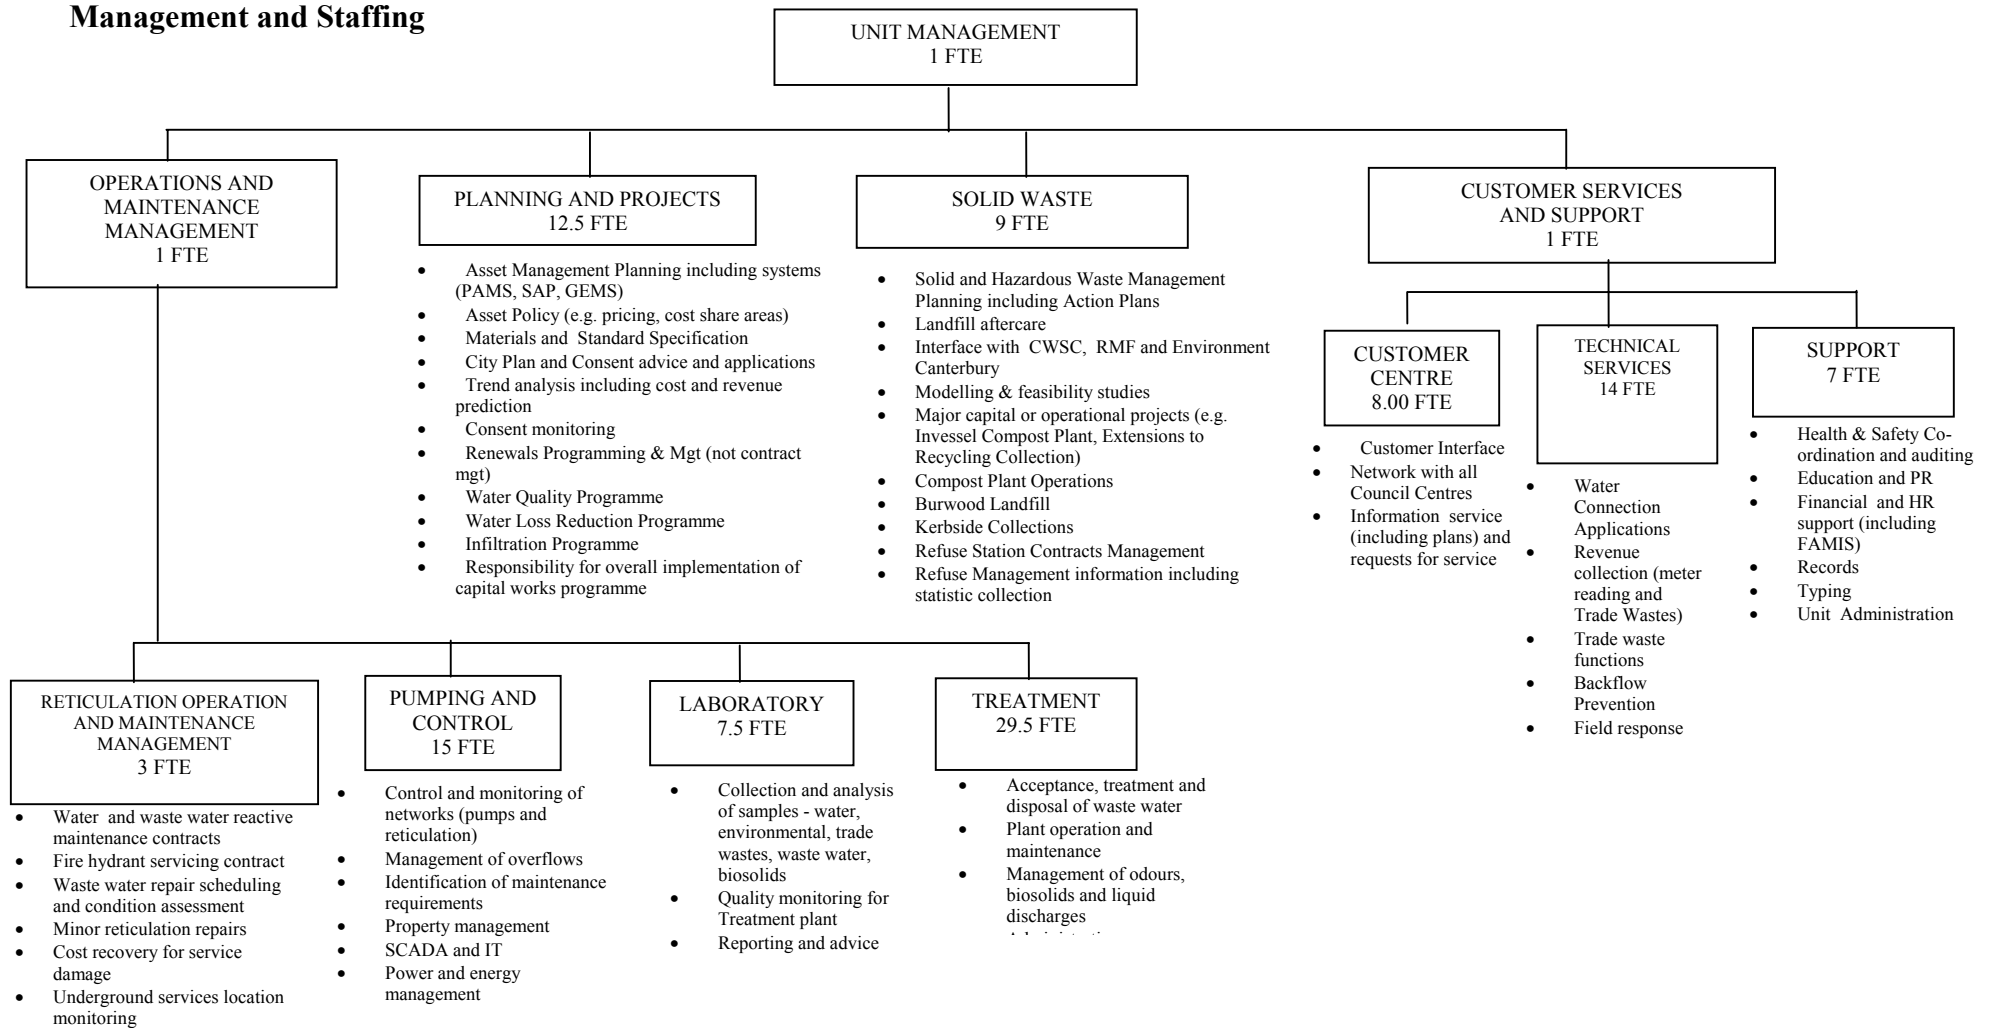 Management and Staffing
UNIT MANAGEMENT
1 FTE
OPERATIONS AND
MAINTENANCE
MANAGEMENT
1 FTE
PLANNING AND PROJECTS
12.5 FTE
• Asset Management Planning including systems
(PAMS, SAP, GEMS)
• Asset Policy (e.g. pricing, cost share areas)
• Materials and Standard Specification
• City Plan and Consent advice and applications
• Trend analysis including cost and revenue
prediction
• Consent monitoring
• Renewals Programming & Mgt (not contract
mgt)
• Water Quality Programme
• Water Loss Reduction Programme
• Infiltration Programme
• Responsibility for overall implementation of
capital works programme
SOLID WASTE
9 FTE
• Solid and Hazardous Waste Management
Planning including Action Plans
• Landfill aftercare
• Interface with CWSC, RMF and Environment
Canterbury
• Modelling & feasibility studies
• Major capital or operational projects (e.g.
Invessel Compost Plant, Extensions to
Recycling Collection)
• Compost Plant Operations
• Burwood Landfill
• Kerbside Collections
• Refuse Station Contracts Management
• Refuse Management information including
statistic collection
CUSTOMER SERVICES
AND SUPPORT
1 FTE
CUSTOMER
CENTRE
8.00 FTE
• Customer Interface
• Network with all
Council Centres
• Information service
(including plans) and
requests for service
TECHNICAL
SERVICES
14 FTE
• Water
Connection
Applications
• Revenue
collection (meter
reading and
Trade Wastes)
• Trade waste
functions
• Backflow
Prevention
• Field response
SUPPORT
7 FTE
• Health & Safety Co-
ordination and auditing
• Education and PR
• Financial and HR
support (including
FAMIS)
• Records
• Typing
• Unit Administration
RETICULATION OPERATION
AND MAINTENANCE
MANAGEMENT
3 FTE
• Water and waste water reactive
maintenance contracts
• Fire hydrant servicing contract
• Waste water repair scheduling
and condition assessment
• Minor reticulation repairs
• Cost recovery for service
damage
• Underground services location
monitoring
PUMPING AND
CONTROL
15 FTE
• Control and monitoring of
networks (pumps and
reticulation)
• Management of overflows
• Identification of maintenance
requirements
• Property management
• SCADA and IT
• Power and energy
management
LABORATORY
7.5 FTE
• Collection and analysis
of samples - water,
environmental, trade
wastes, waste water,
biosolids
• Quality monitoring for
Treatment plant
• Reporting and advice
TREATMENT
29.5 FTE
• Acceptance, treatment and
disposal of waste water
• Plant operation and
maintenance
• Management of odours,
biosolids and liquid
discharges